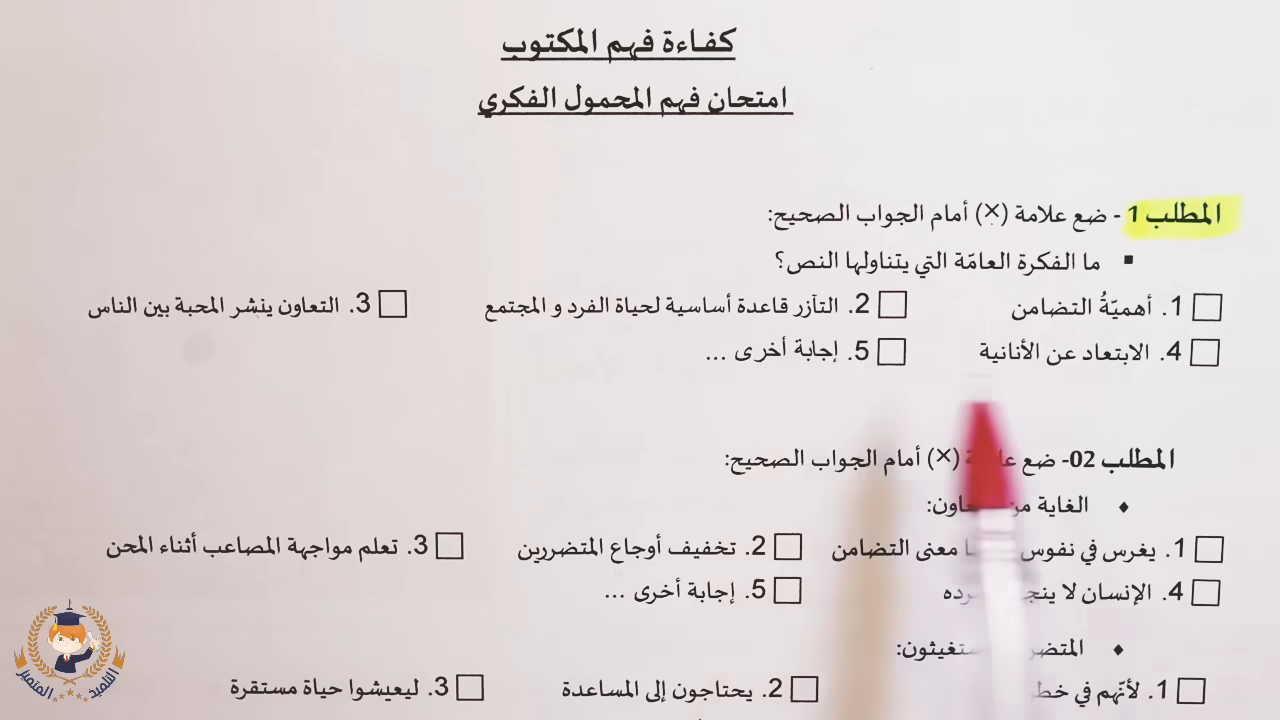 كفاءة فهم المكتوب
امتحان فهم المحمول الفكري
المطلب 1 - ضع علامة (×) أمام الجواب الصحيح:
▪ ما الفكرة العامّة التي يتناولها النص؟
□ 1. أهميّةُ التضامن □ 2. التآزر قاعدة أساسية لحياة الفرد و المجتمع □ 3. التعاون ينشر المحبة بين الناس
□ 4. الابتعاد عن الأنانية □ 5. إجابة أخرى ...
المطلب 02- ضع (×) أمام الجواب الصحيح:
♦ الغاية
□ 1. يغرس في نفوس معنى التضامن □ 2. تخفيف أوجاع المتضررين □ 3. تعلم مواجهة المصاعب أثناء المحن
□ 4. الإنسان لا □ 5. إجابة أخرى ...
♦
□ 1. لأنّهم في □ 2. يحتاجون إلى المساعدة □ 3. ليعيشوا حياة مستقرة
التلميذ المتميز